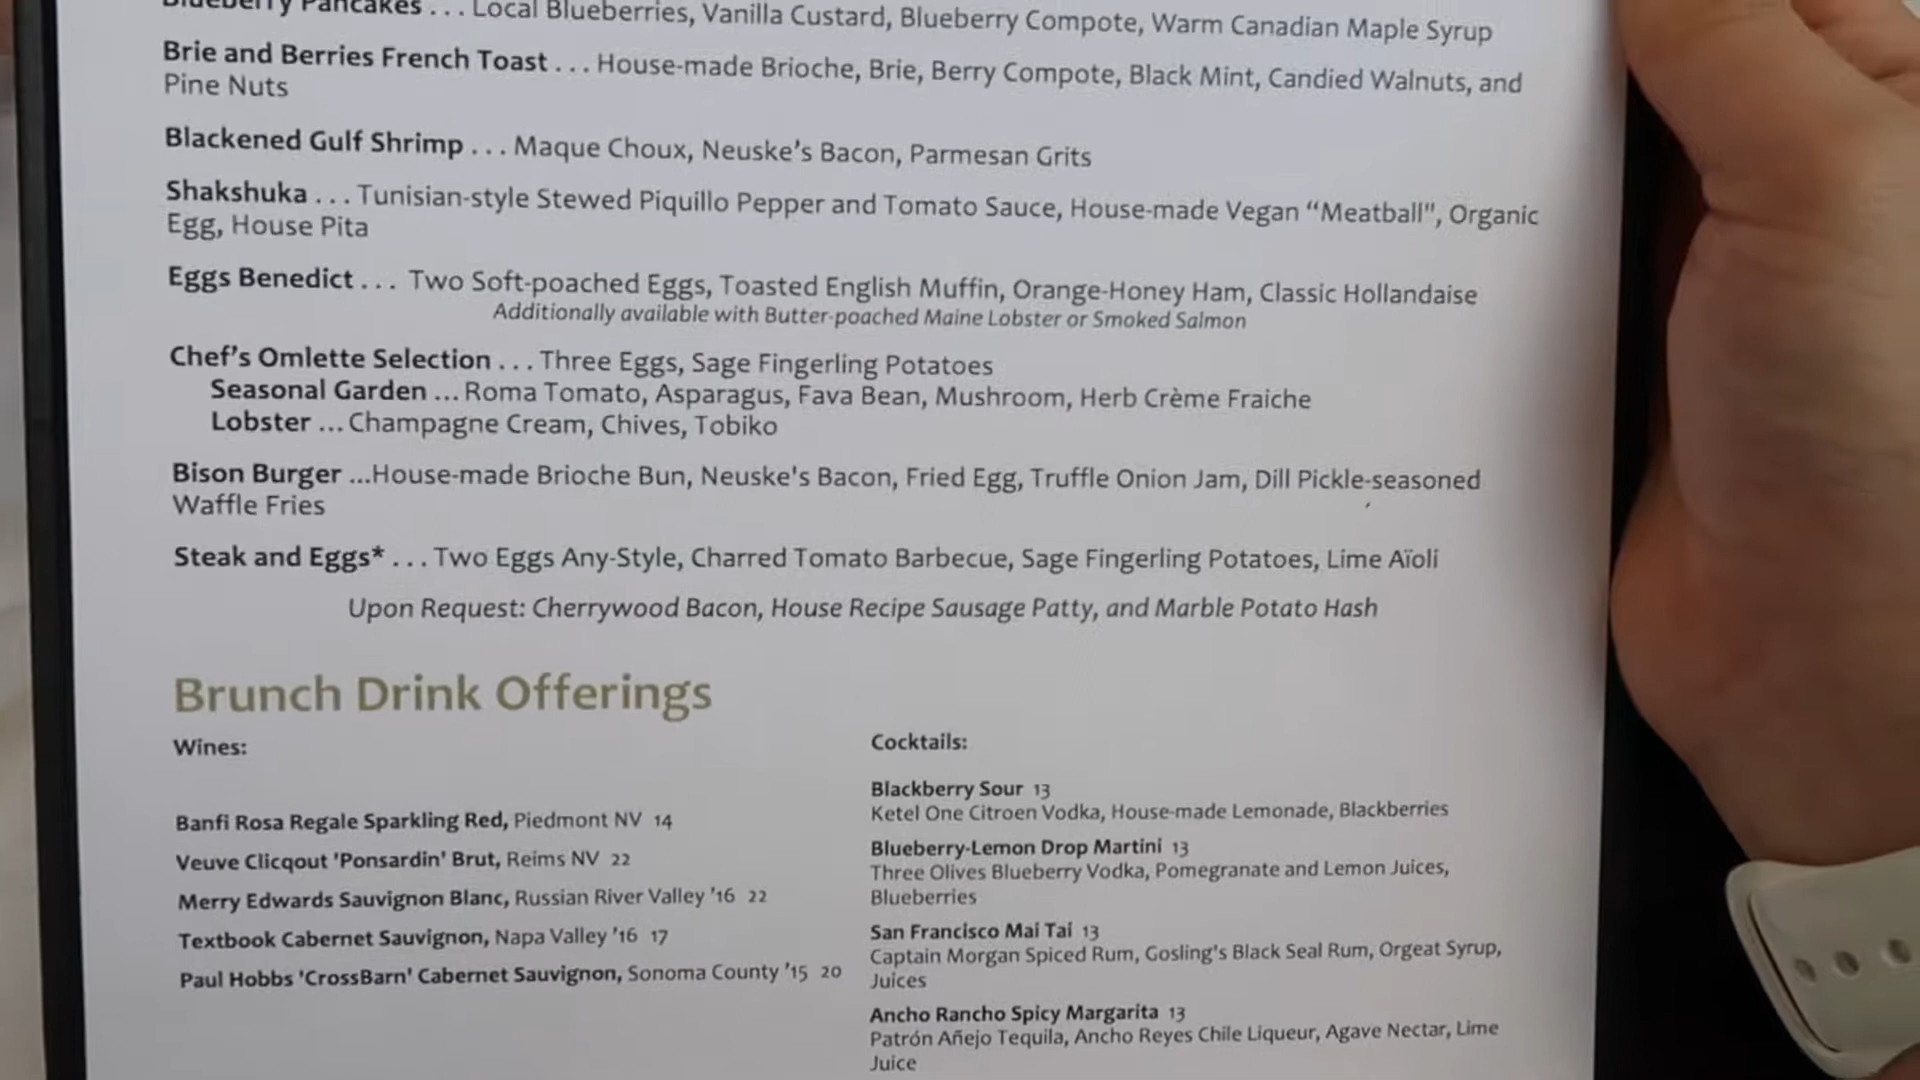 Blueberry Pancakes . . . Local Blueberries, Vanilla Custard, Blueberry Compote, Warm Canadian Maple Syrup
Brie and Berries French Toast . . . House-made Brioche, Brie, Berry Compote, Black Mint, Candied Walnuts, and
Pine Nuts
Blackened Gulf Shrimp . . . Maque Choux, Neuske's Bacon, Parmesan Grits
Shakshuka . . . Tunisian-style Stewed Piquillo Pepper and Tomato Sauce, House-made Vegan "Meatball", Organic
Egg, House Pita
Eggs Benedict . . . Two Soft-poached Eggs, Toasted English Muffin, Orange-Honey Ham, Classic Hollandaise
Additionally available with Butter-poached Maine Lobster or Smoked Salmon
Chef's Omlette Selection . . . Three Eggs, Sage Fingerling Potatoes
Seasonal Garden ... Roma Tomato, Asparagus, Fava Bean, Mushroom, Herb Crème Fraiche
Lobster ... Champagne Cream, Chives, Tobiko
Bison Burger ...House-made Brioche Bun, Neuske's Bacon, Fried Egg, Truffle Onion Jam, Dill Pickle-seasoned
Waffle Fries
Steak and Eggs* . . . Two Eggs Any-Style, Charred Tomato Barbecue, Sage Fingerling Potatoes, Lime Aïoli
Upon Request: Cherrywood Bacon, House Recipe Sausage Patty, and Marble Potato Hash
Brunch Drink Offerings
Wines:
Banfi Rosa Regale Sparkling Red, Piedmont NV 14
Veuve Clicqout 'Ponsardin' Brut, Reims NV 22
Merry Edwards Sauvignon Blanc, Russian River Valley '16 22
Textbook Cabernet Sauvignon, Napa Valley '16 17
Paul Hobbs 'CrossBarn' Cabernet Sauvignon, Sonoma County '15 20
Cocktails:
Blackberry Sour 13
Ketel One Citroen Vodka, House-made Lemonade, Blackberries
Blueberry-Lemon Drop Martini 13
Three Olives Blueberry Vodka, Pomegranate and Lemon Juices,
Blueberries
San Francisco Mai Tai 13
Captain Morgan Spiced Rum, Gosling's Black Seal Rum, Orgeat Syrup,
Juices
Ancho Rancho Spicy Margarita 13
Patrón Añejo Tequila, Ancho Reyes Chile Liqueur, Agave Nectar, Lime
Juice